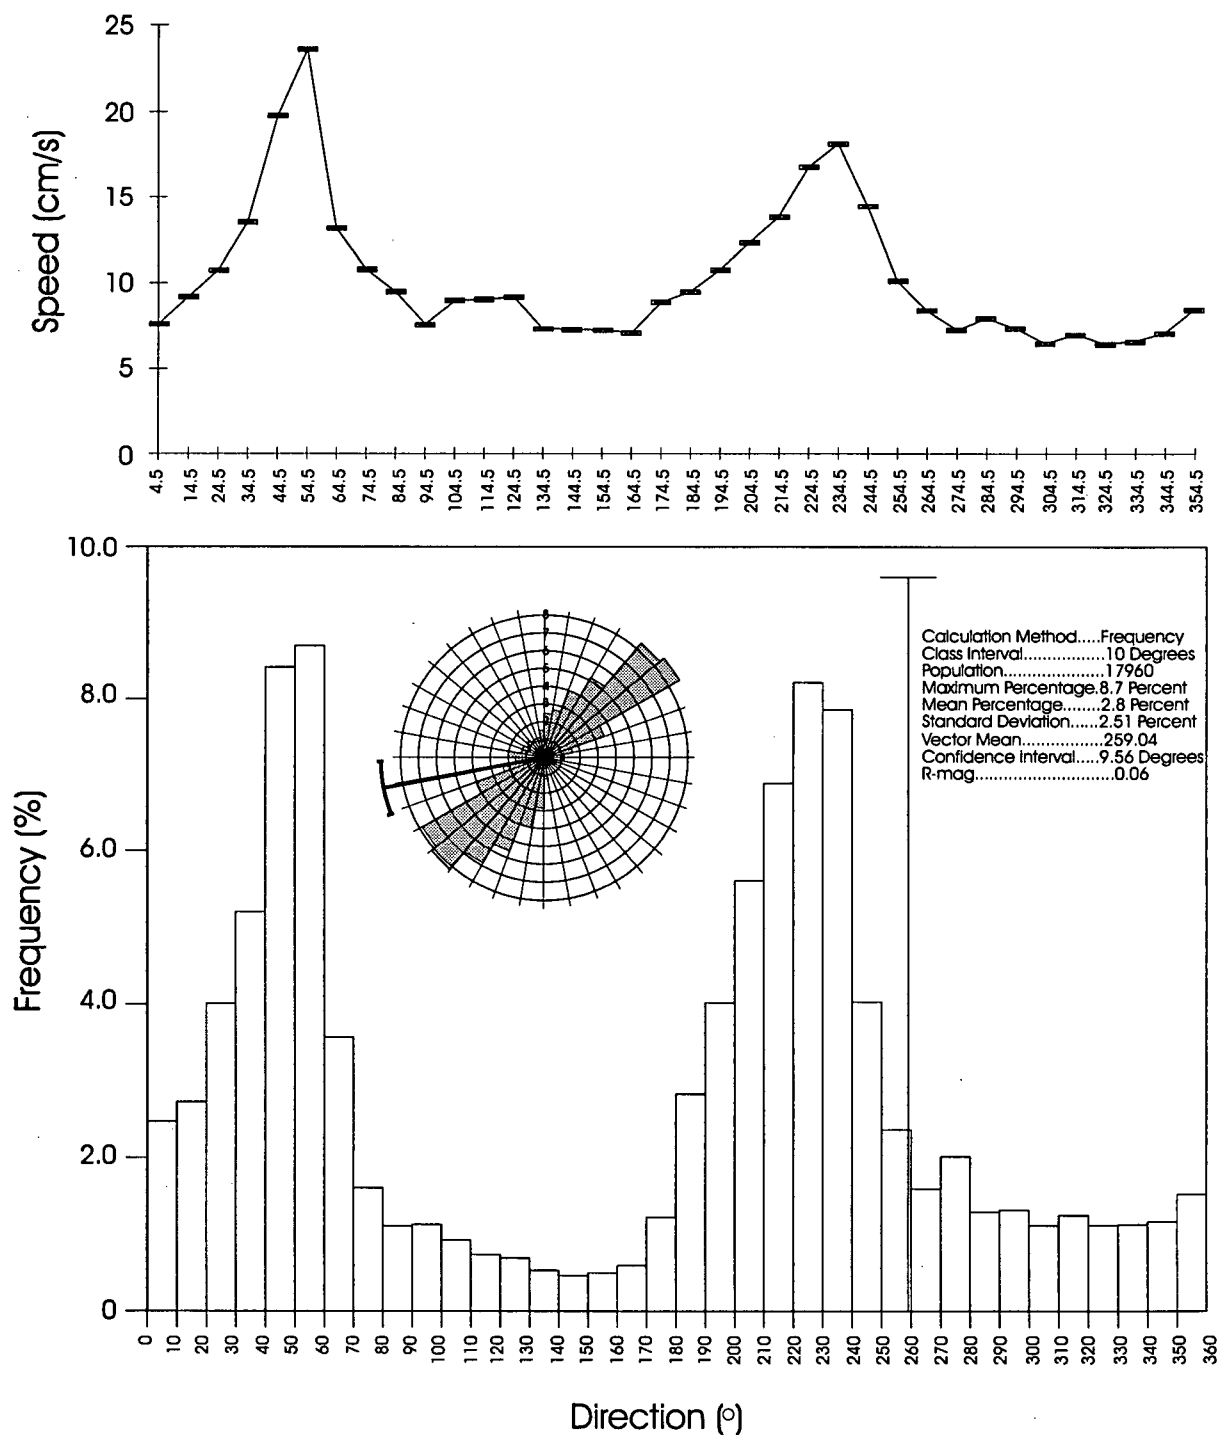 25
20
15
10
5
0
Speed (cm/s)
4.5 14.5 24.5 34.5 44.5 54.5 64.5 74.5 84.5 94.5 104.5 114.5 124.5 134.5 144.5 154.5 164.5 174.5 184.5 194.5 204.5 214.5 224.5 234.5 244.5 254.5 264.5 274.5 284.5 294.5 304.5 314.5 324.5 334.5 344.5 354.5
10.0
8.0
6.0
4.0
2.0
0
Frequency (%)
8
7
6
5
4
Calculation Method.....Frequency
Class Interval...............10 Degrees
Population....................17960
Maximum Percentage.8.7 Percent
Mean Percentage.......2.8 Percent
Standard Deviation.....2.51 Percent
Vector Mean...............259.04
Confidence Interval....9.56 Degrees
R-mag..........................0.06
0 10 20 30 40 50 60 70 80 90 100 110 120 130 140 150 160 170 180 190 200 210 220 230 240 250 260 270 280 290 300 310 320 330 340 350 360
Direction (°)